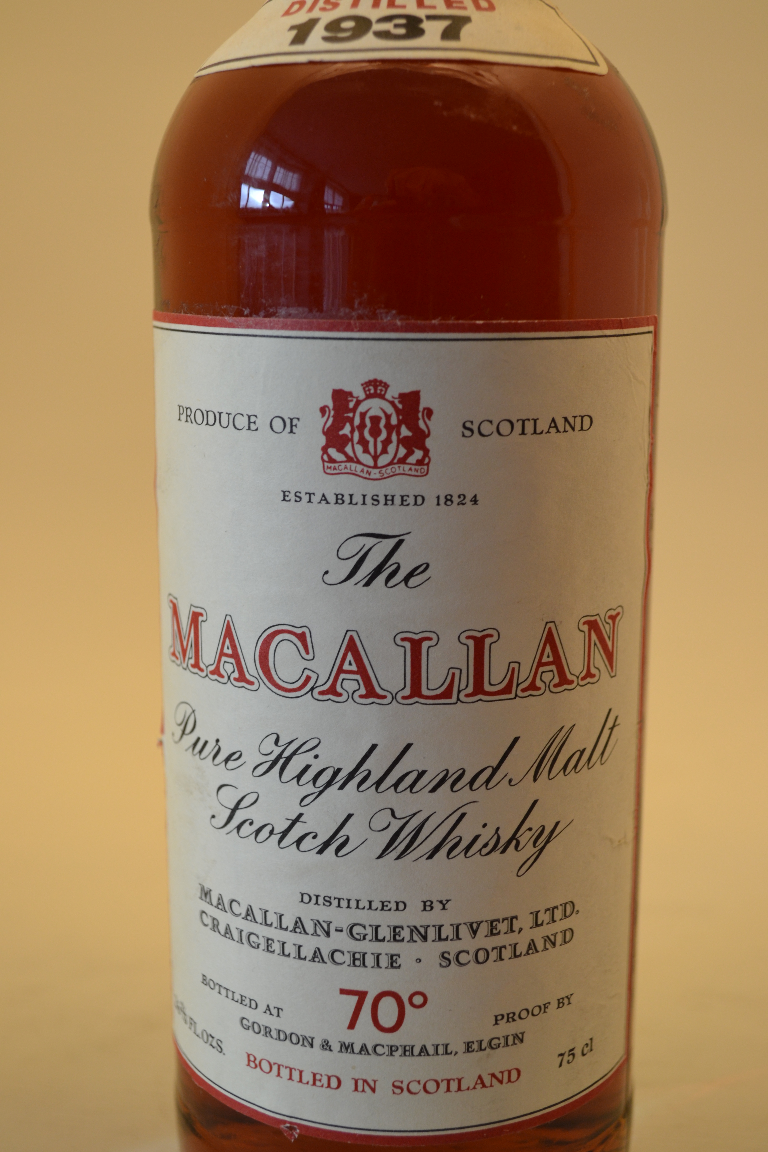 DISTILLED
1937
PRODUCE OF SCOTLAND
MACALLAN-SCOTLAND
ESTABLISHED 1824
The
MACALLAN
Pure Highland Malt
Scotch Whisky
DISTILLED BY
MACALLAN-GLENLIVET, LTD.
CRAIGELLACHIE · SCOTLAND
BOTTLED AT 70° PROOF BY
GORDON & MACPHAIL, ELGIN
FL.OZS. BOTTLED IN SCOTLAND 75 cl